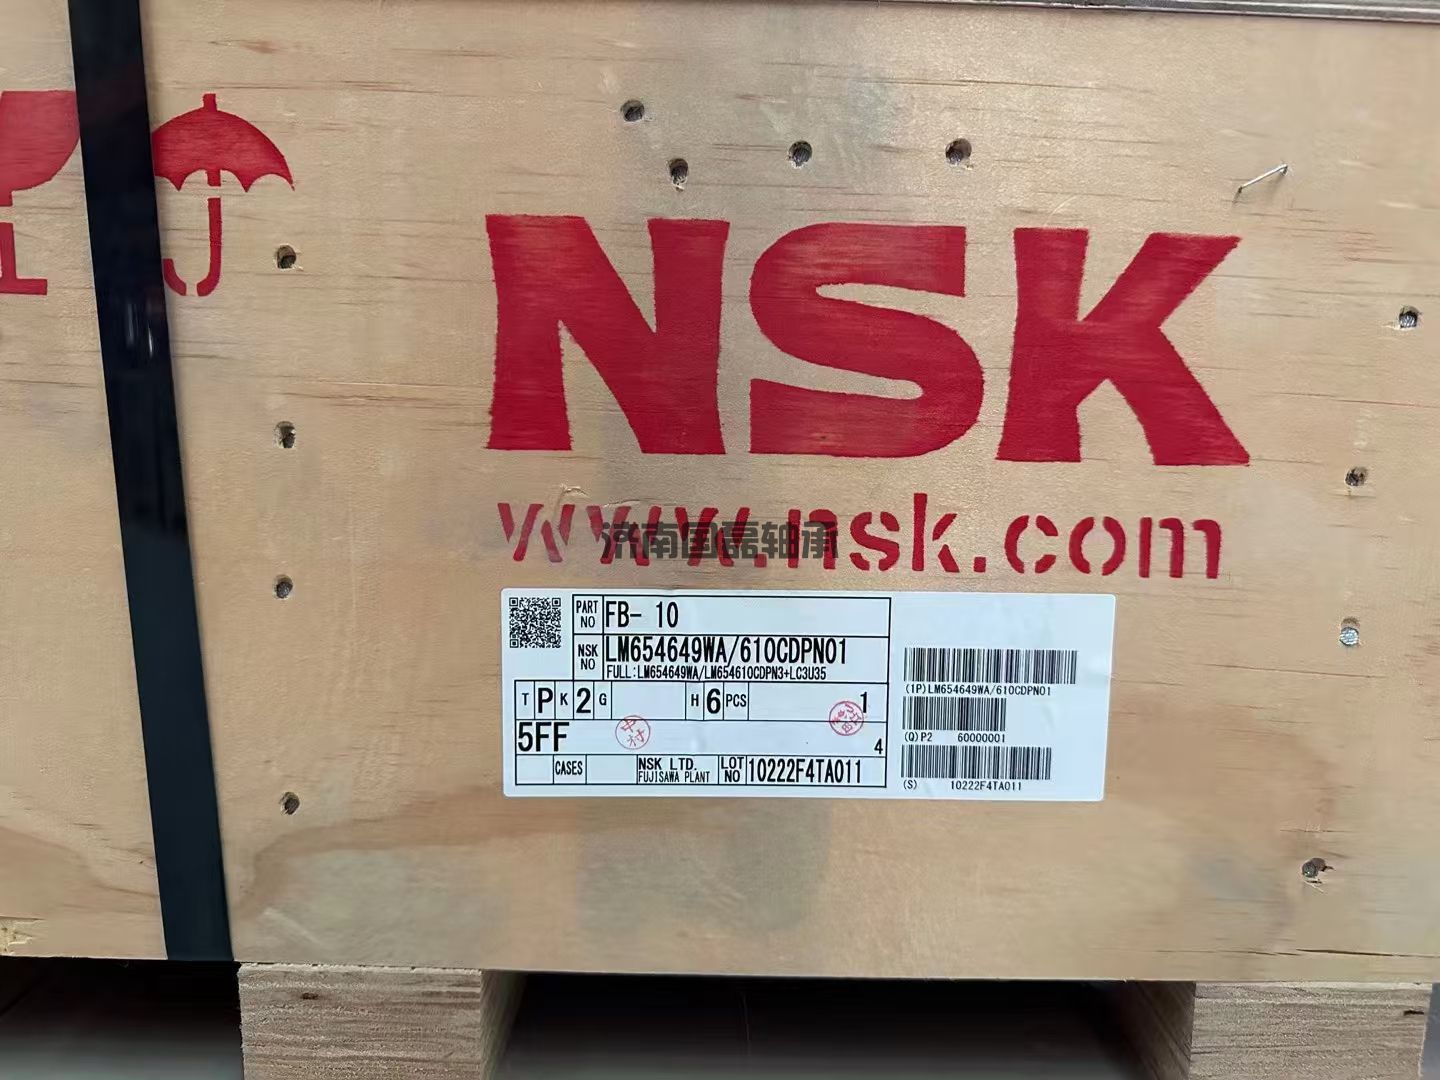 NSK
www.nsk.com
济南国磊轴承
PART NO FB- 10
NSK NO LM654649WA/610CDPN01
FULL:LM654649WA/LM654610CDPN3+LC3U35
T P K 2 G H 6 PCS 1
5FF 中村 4
CASES NSK LTD. FUJISAWA PLANT LOT NO 10222F4TA011
(1P)LM654649WA/610CDPN01
(Q)P2 60000001
(S) 10222F4TA011